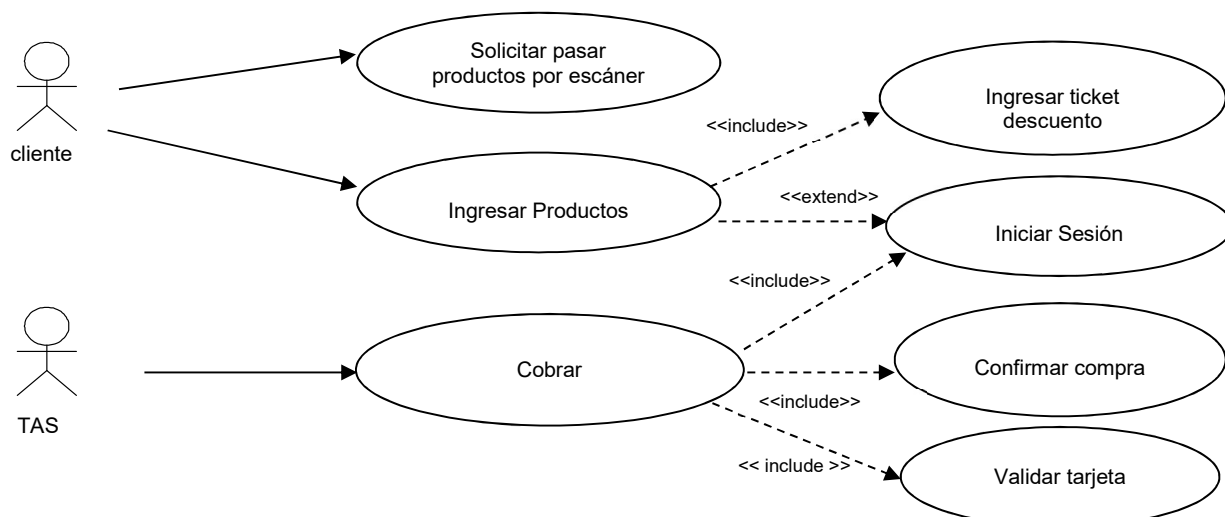 Solicitar pasar
productos por escáner
Ingresar ticket
descuento
<<include>>
cliente
<<extend>>
Ingresar Productos
Iniciar Sesión
<<include>>
Cobrar
Confirmar compra
<<include>>
TAS
<< include >>
Validar tarjeta